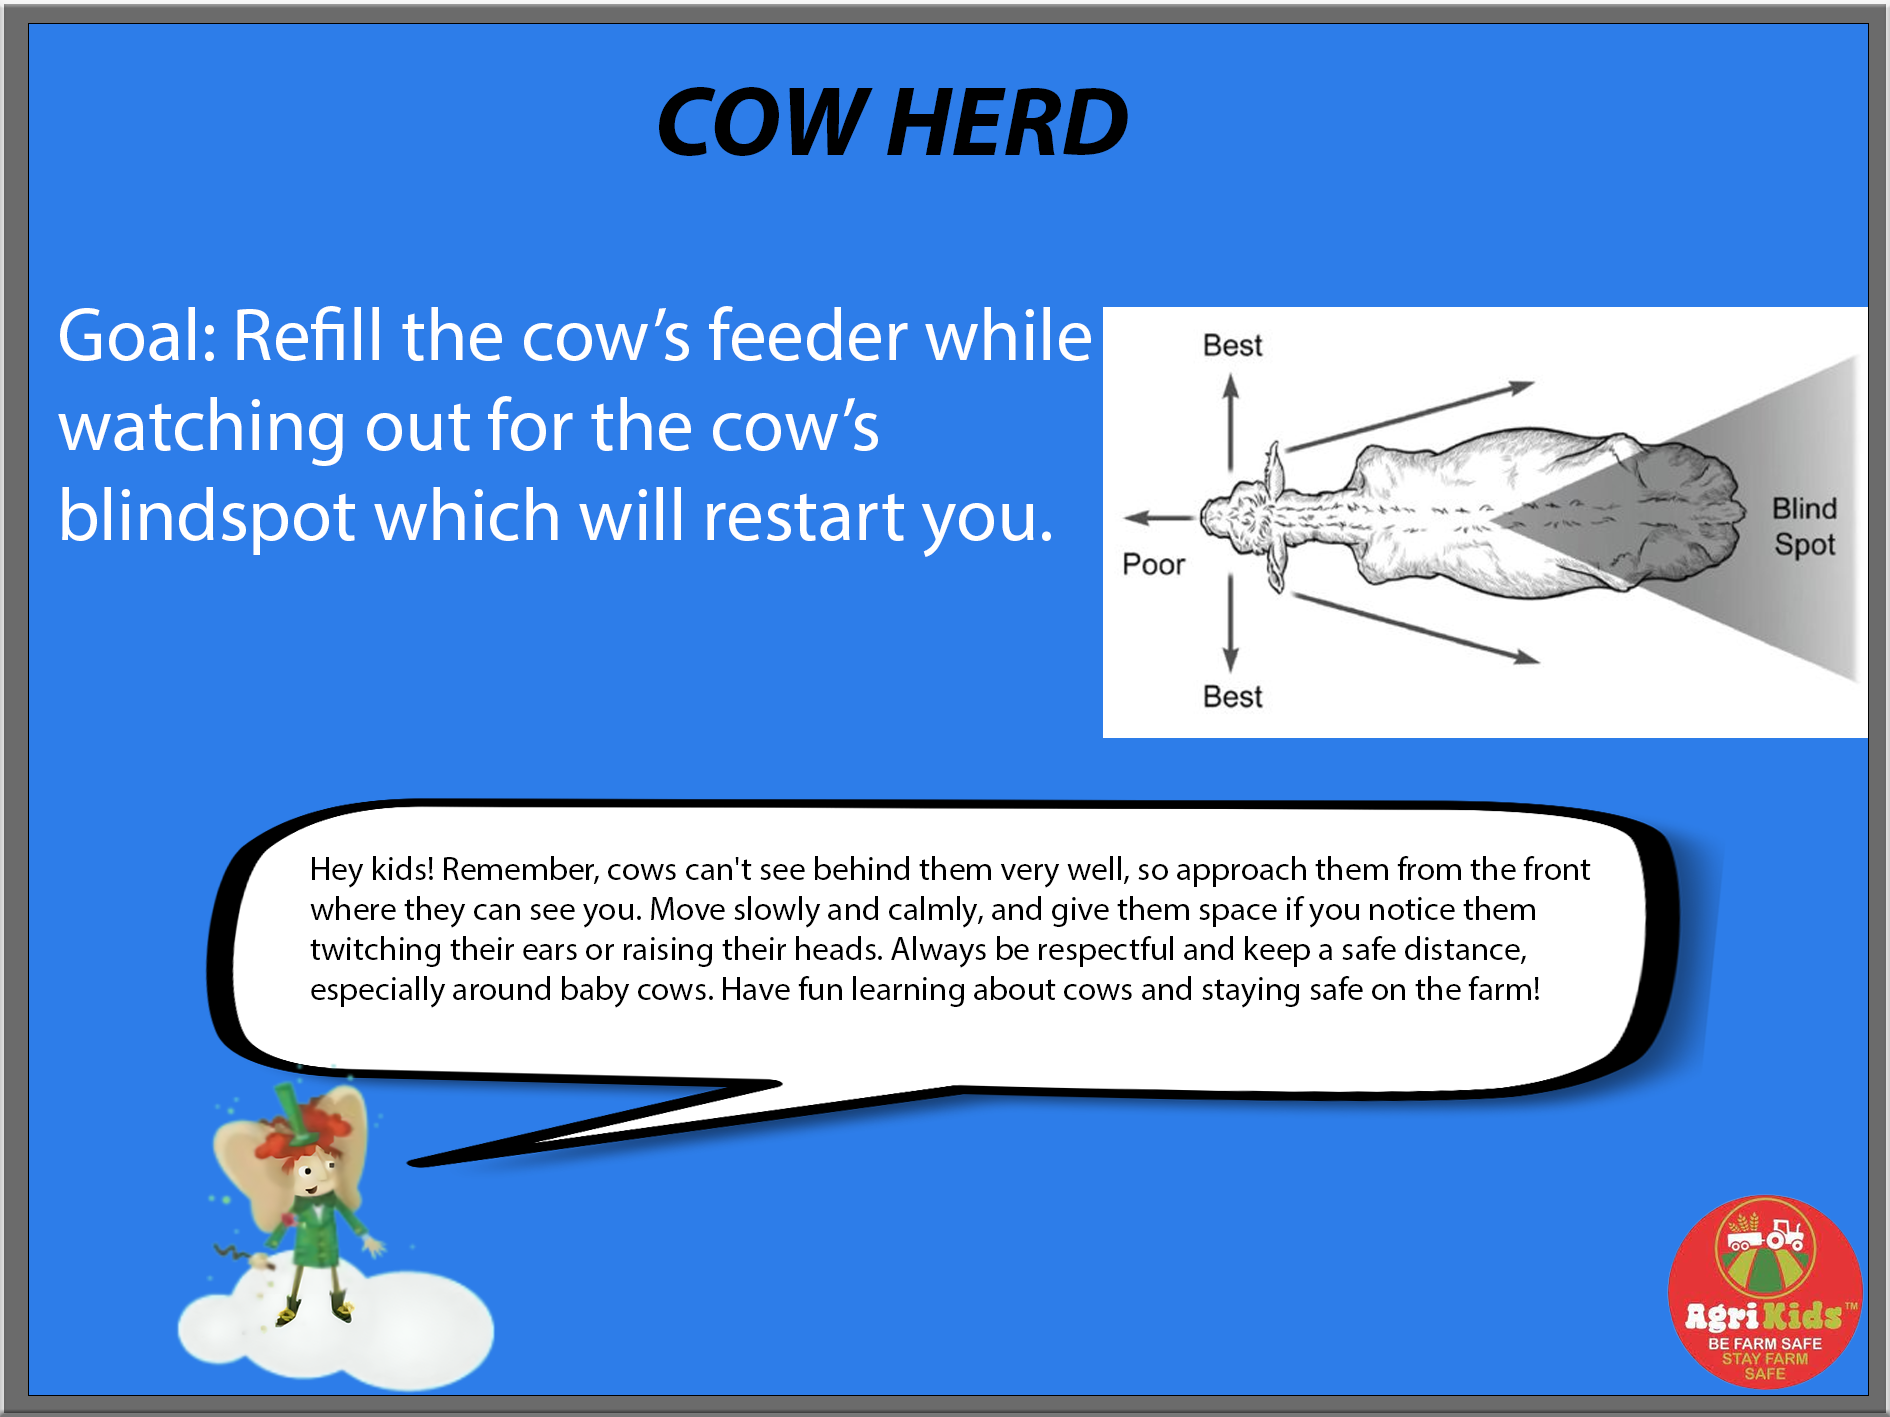 COW HERD
Goal: Refill the cow’s feeder while
watching out for the cow’s
blindspot which will restart you.
Best
Poor
Blind
Spot
Best
Hey kids! Remember, cows can't see behind them very well, so approach them from the front
where they can see you. Move slowly and calmly, and give them space if you notice them
twitching their ears or raising their heads. Always be respectful and keep a safe distance,
especially around baby cows. Have fun learning about cows and staying safe on the farm!
AgriKids™
BE FARM SAFE
STAY FARM
SAFE